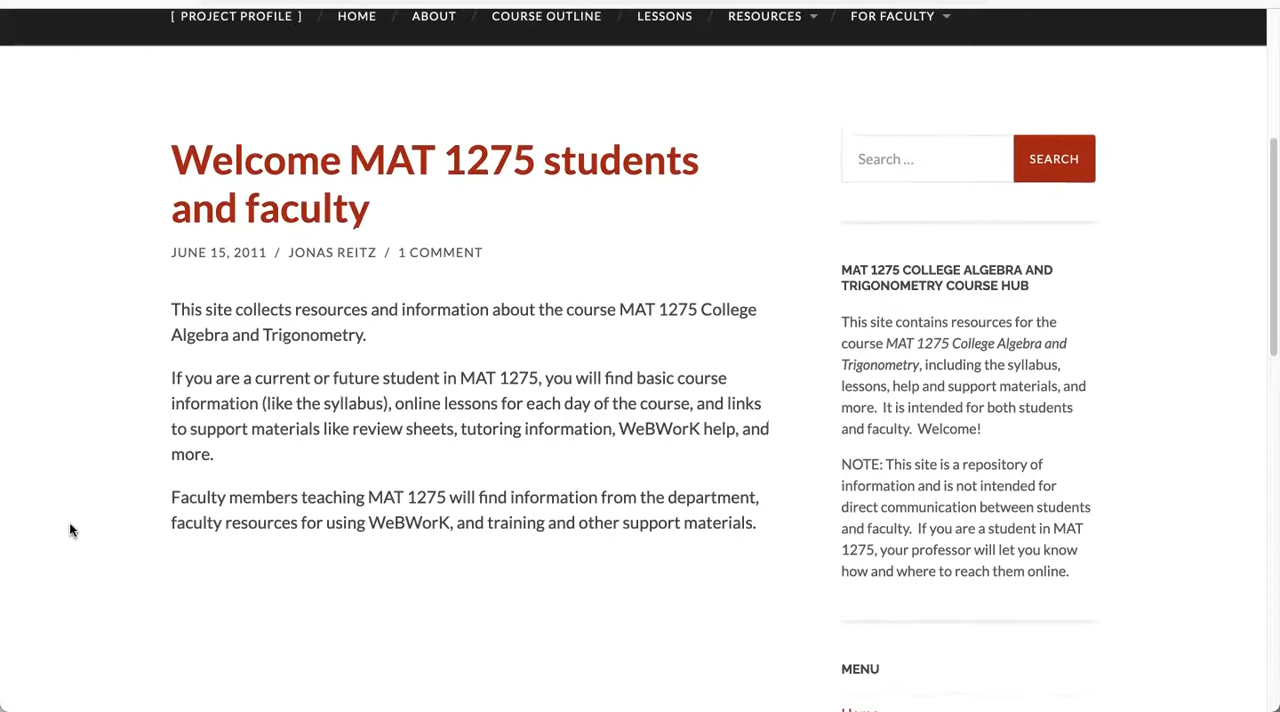 [ PROJECT PROFILE ] / HOME / ABOUT / COURSE OUTLINE / LESSONS / RESOURCES / FOR FACULTY
Welcome MAT 1275 students
and faculty
JUNE 15, 2011 / JONAS REITZ / 1 COMMENT
This site collects resources and information about the course MAT 1275 College
Algebra and Trigonometry.
If you are a current or future student in MAT 1275, you will find basic course
information (like the syllabus), online lessons for each day of the course, and links
to support materials like review sheets, tutoring information, WeBWorK help, and
more.
Faculty members teaching MAT 1275 will find information from the department,
faculty resources for using WeBWorK, and training and other support materials.
Search ...
SEARCH
MAT 1275 COLLEGE ALGEBRA AND
TRIGONOMETRY COURSE HUB
This site contains resources for the
course MAT 1275 College Algebra and
Trigonometry, including the syllabus,
lessons, help and support materials, and
more.  It is intended for both students
and faculty.  Welcome!
NOTE: This site is a repository of
information and is not intended for
direct communication between students
and faculty.  If you are a student in MAT
1275, your professor will let you know
how and where to reach them online.
MENU